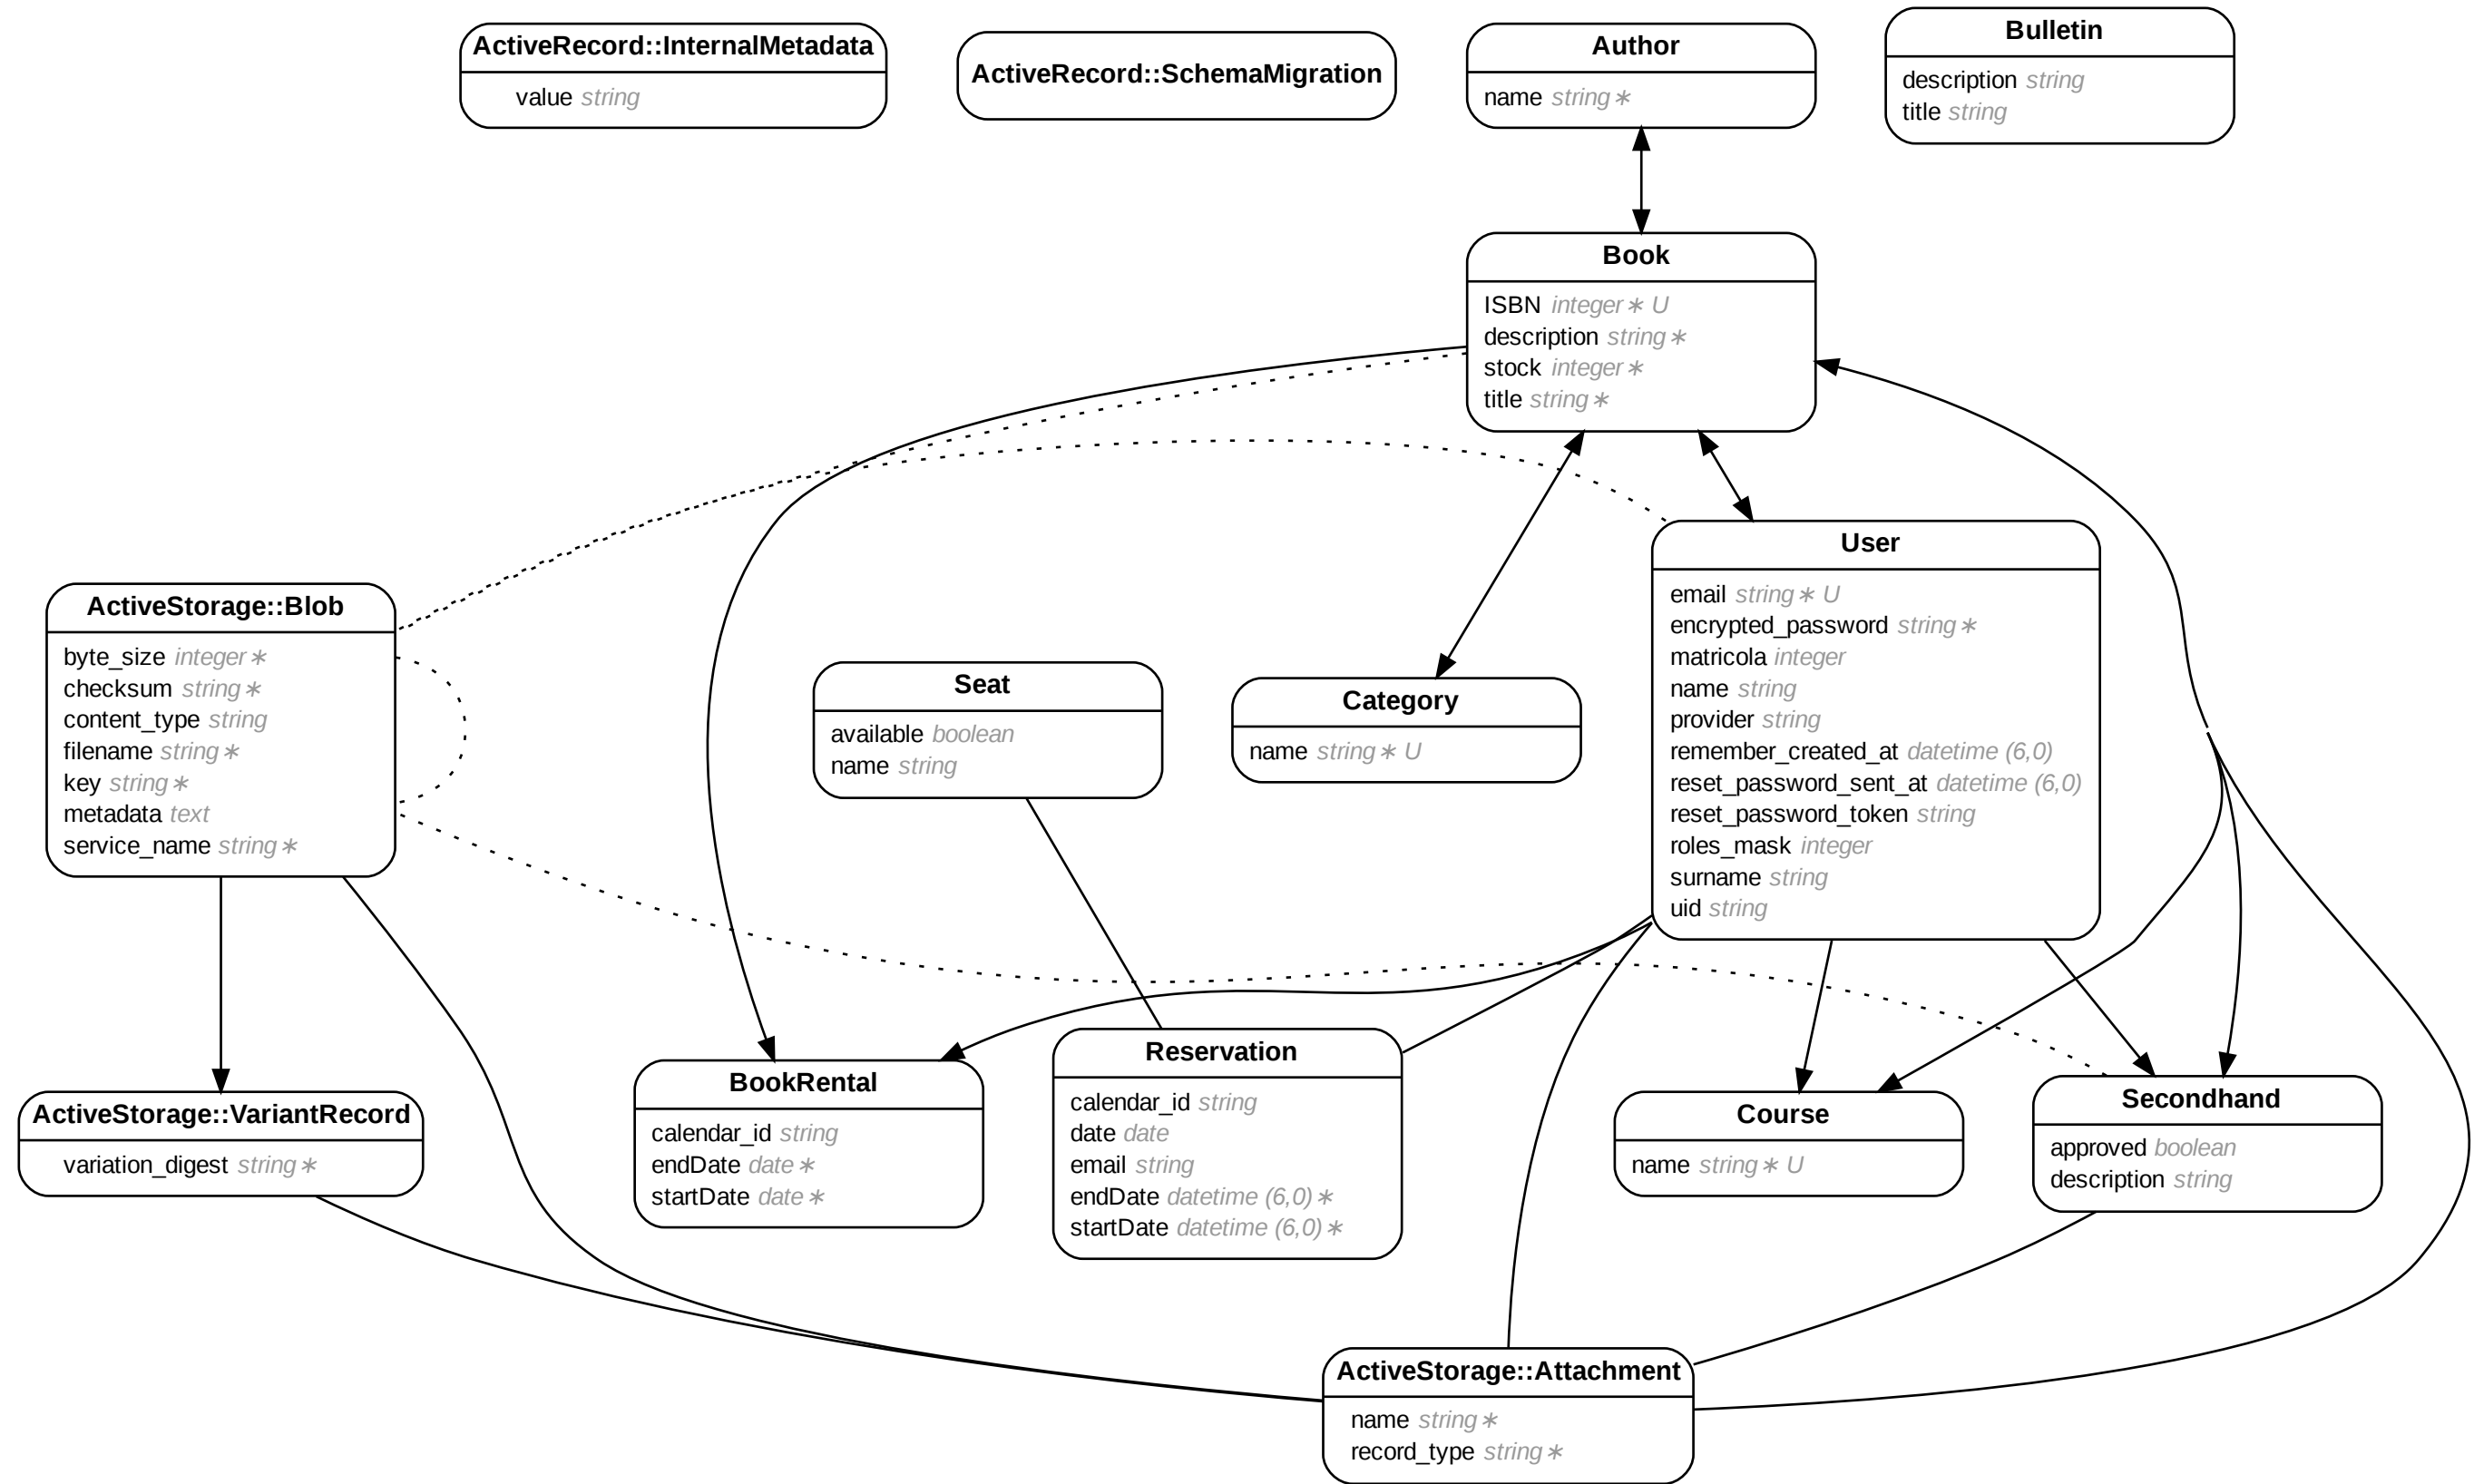 ActiveRecord::InternalMetadata
value string
ActiveRecord::SchemaMigration
Author
name string ∗
Bulletin
description string
title string
Book
ISBN integer ∗ U
description string ∗
stock integer ∗
title string ∗
User
email string ∗ U
encrypted_password string ∗
matricola integer
name string
provider string
remember_created_at datetime (6,0)
reset_password_sent_at datetime (6,0)
reset_password_token string
roles_mask integer
surname string
uid string
ActiveStorage::Blob
byte_size integer ∗
checksum string ∗
content_type string
filename string ∗
key string ∗
metadata text
service_name string ∗
Seat
available boolean
name string
Category
name string ∗ U
ActiveStorage::VariantRecord
variation_digest string ∗
BookRental
calendar_id string
endDate date ∗
startDate date ∗
Reservation
calendar_id string
date date
email string
endDate datetime (6,0) ∗
startDate datetime (6,0) ∗
Course
name string ∗ U
Secondhand
approved boolean
description string
ActiveStorage::Attachment
name string ∗
record_type string ∗